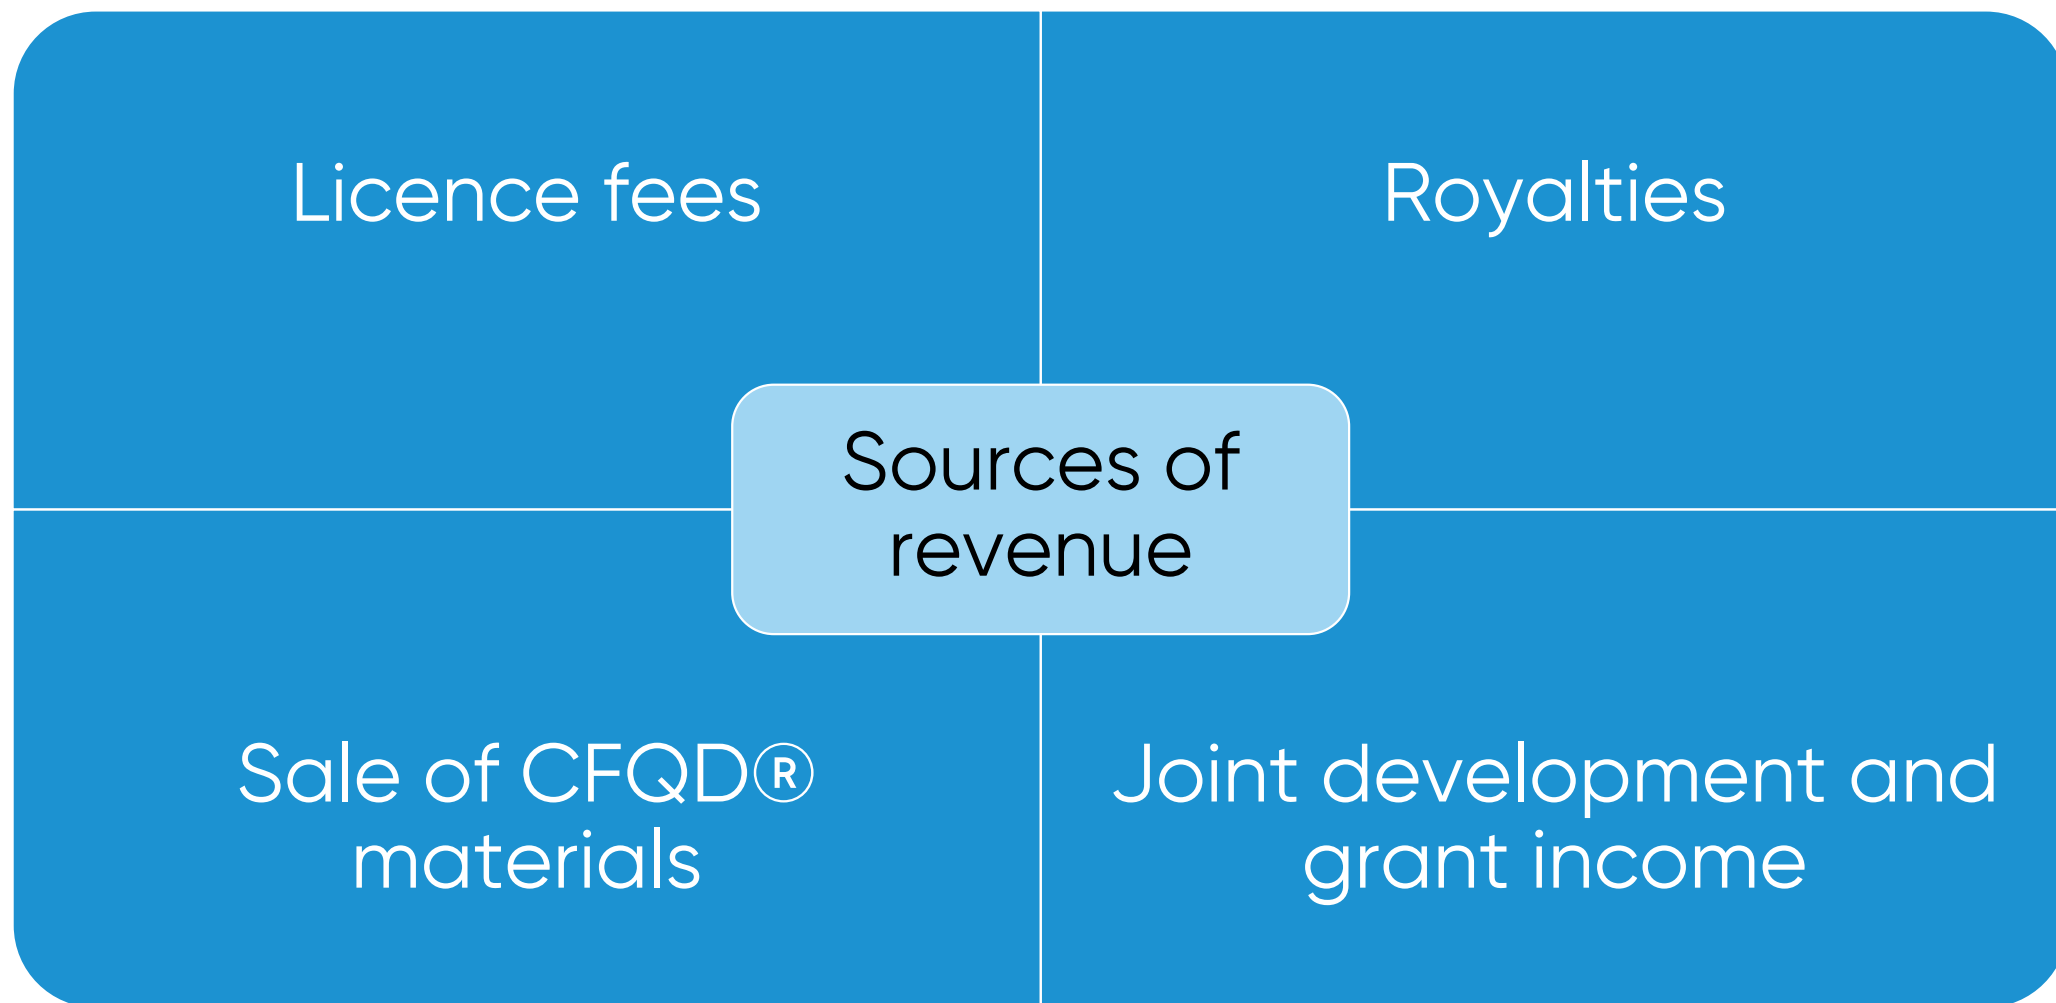 Licence fees
Royalties
Sources of
revenue
Sale of CFQD®
materials
Joint development and
grant income